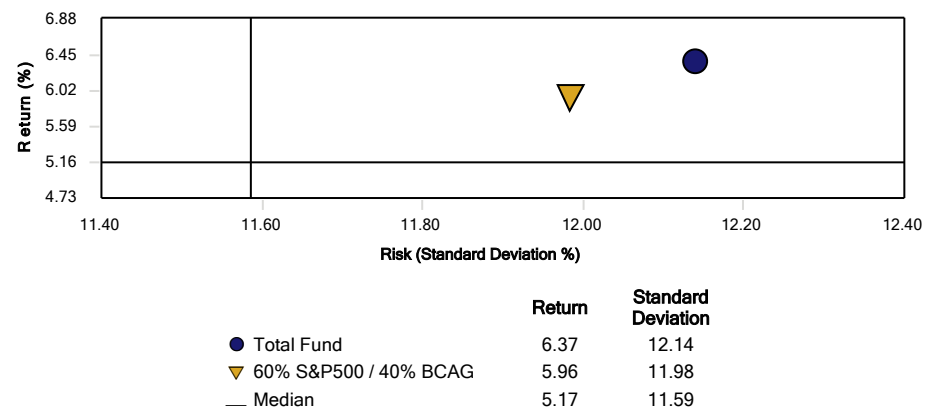 6.88
6.45
6.02
5.59
5.16
4.73
R eturn (%)
11.40 11.60 11.80 12.00 12.20 12.40
Risk (Standard Deviation %)
Return Standard Deviation
Total Fund 6.37 12.14
60% S&P500 / 40% BCAG 5.96 11.98
Median 5.17 11.59